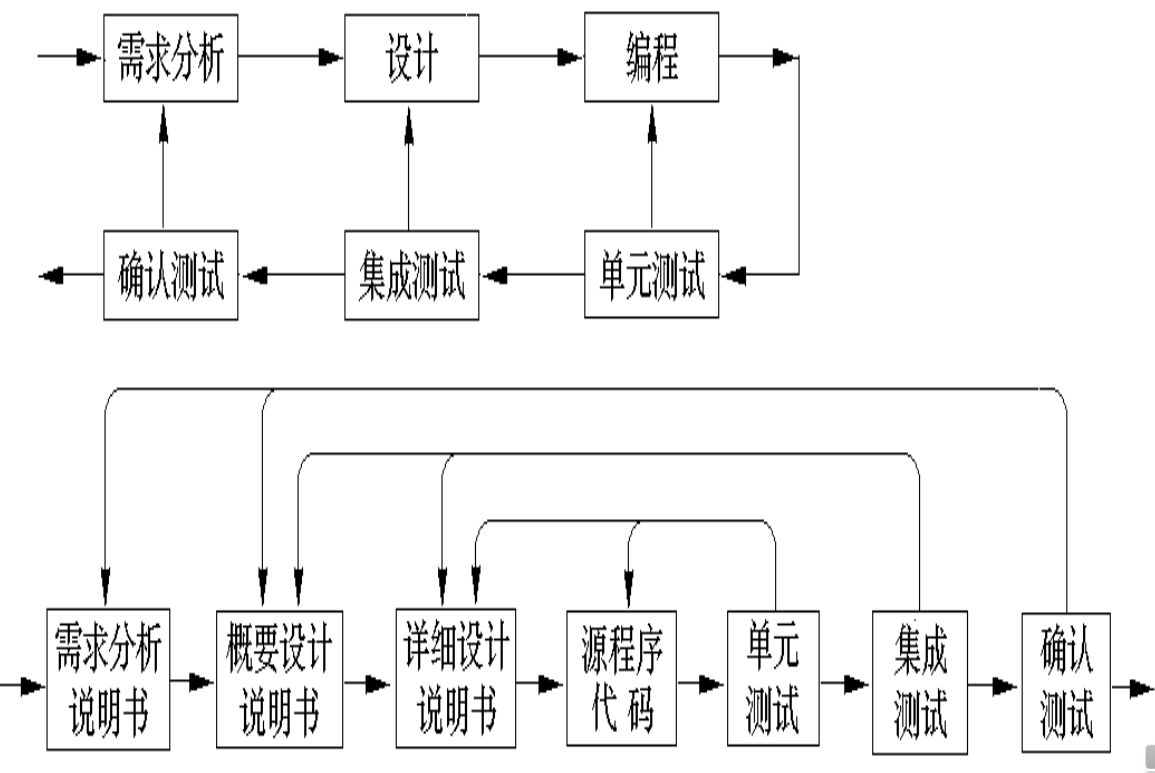 需求分析
设计
编程
确认测试
集成测试
单元测试
需求分析
说明书
概要设计
说明书
详细设计
说明书
源程序
代 码
单元
测试
集成
测试
确认
测试